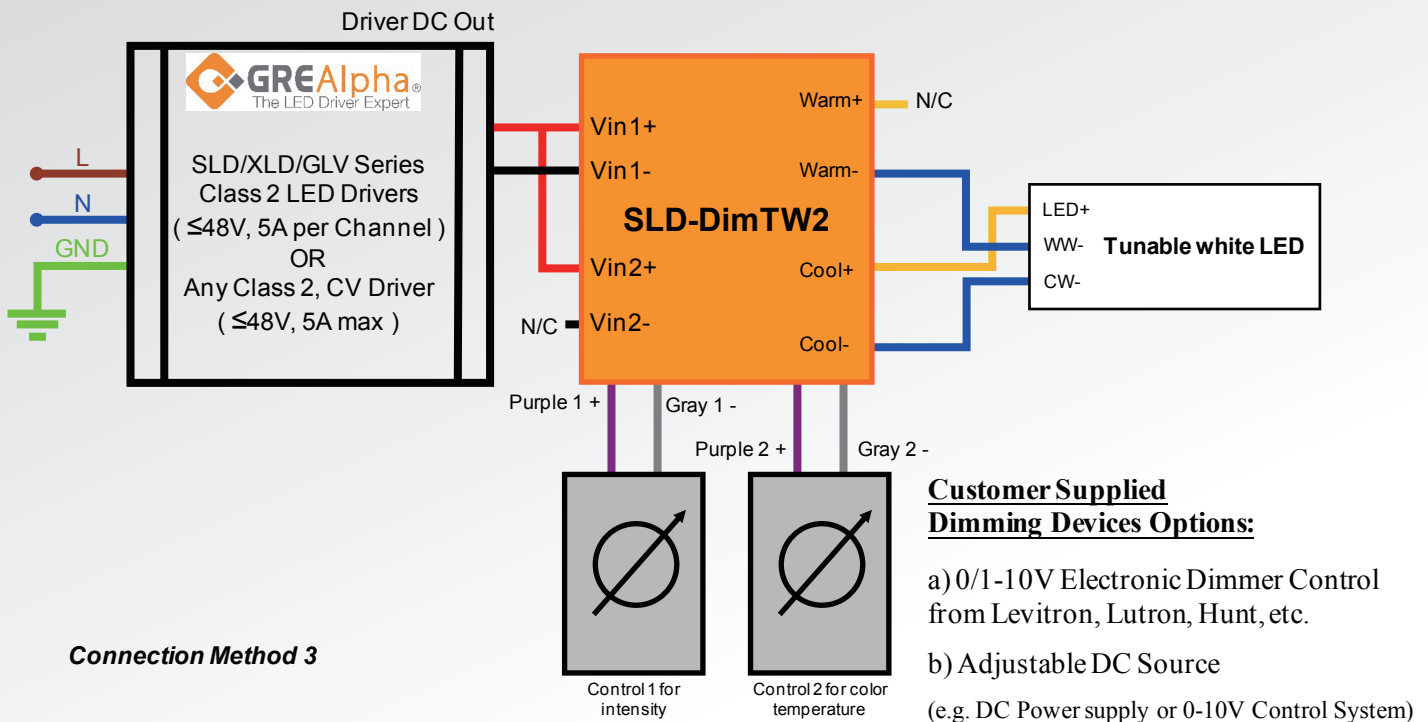 Driver DC Out
GREAlpha®
The LED Driver Expert
SLD/XLD/GLV Series
Class 2 LED Drivers
( ≤48V, 5A per Channel )
OR
Any Class 2, CV Driver
( ≤48V, 5A max )
L
N
GND
Vin1+
Vin1-
SLD-DimTW2
Vin2+
N/C
Vin2-
Warm+
N/C
Warm-
Cool+
Cool-
LED+
WW-
CW-
Tunable white LED
Purple 1 +
Gray 1 -
Purple 2 +
Gray 2 -
Control 1 for
intensity
Control 2 for color
temperature
Customer Supplied
Dimming Devices Options:
a) 0/1-10V Electronic Dimmer Control
from Levitron, Lutron, Hunt, etc.
b) Adjustable DC Source
(e.g. DC Power supply or 0-10V Control System)
Connection Method 3